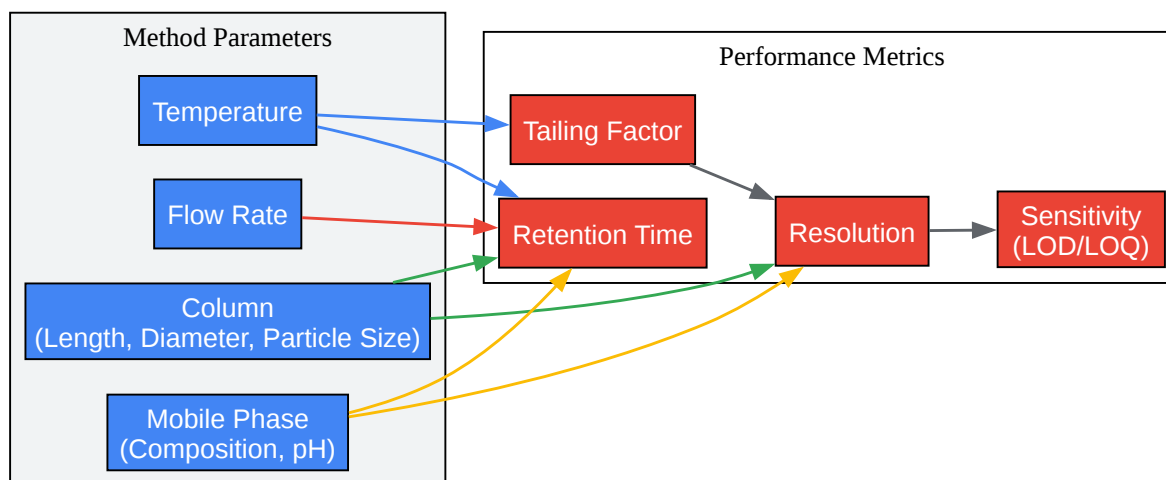 Method Parameters
Temperature
Flow Rate
Column
(Length, Diameter, Particle Size)
Mobile Phase
(Composition, pH)
Performance Metrics
Tailing Factor
Retention Time
Resolution
Sensitivity
(LOD/LOQ)